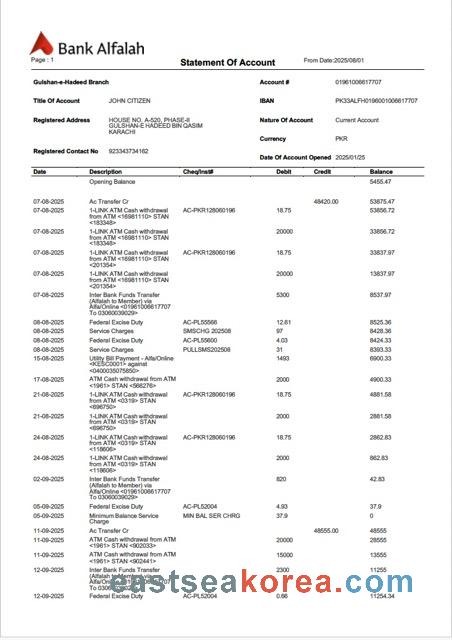 Bank Alfalah
Page : 1
Statement Of Account
From Date:2025/08/01
Gulshan-e-Hadeed Branch
Account # 01961006617707
Title Of Account JOHN CITIZEN
IBAN PK33ALFH0196001006617707
Registered Address HOUSE NO. A-520, PHASE-II
GULSHAN-E HADEED BIN QASIM
KARACHI
Nature Of Account Current Account
Currency PKR
Registered Contact No 923343734162
Date Of Account Opened 2025/01/25
Date Description Cheq/Inst# Debit Credit Balance
Opening Balance 5455.47
07-08-2025 Ac Transfer Cr 48420.00 53875.47
07-08-2025 1-LINK ATM Cash withdrawal AC-PKR128060196 18.75 53856.72
from ATM <16981110> STAN
<183348>
07-08-2025 1-LINK ATM Cash withdrawal 20000 33856.72
from ATM <16981110> STAN
<183348>
07-08-2025 1-LINK ATM Cash withdrawal AC-PKR128060196 18.75 33837.97
from ATM <16981110> STAN
<201354>
07-08-2025 1-LINK ATM Cash withdrawal 20000 13837.97
from ATM <16981110> STAN
<201354>
07-08-2025 Inter Bank Funds Transfer 5300 8537.97
(Alfalah to Member) via
Alfa/Online <01961006617707
To 03060039029>
08-08-2025 Federal Excise Duty AC-PL55566 12.61 8525.36
08-08-2025 Service Charges SMSCHG 202508 97 8428.36
08-08-2025 Federal Excise Duty AC-PL55600 4.03 8424.33
08-08-2025 Service Charges PULLSMS202508 31 8393.33
15-08-2025 Utility Bill Payment - Alfa/Online 1493 6900.33
<KESC0001> against
<0400035075850>
17-08-2025 ATM Cash withdrawal from ATM 2000 4900.33
<1961> STAN <566276>
21-08-2025 1-LINK ATM Cash withdrawal AC-PKR128060196 18.75 4881.58
from ATM <0319> STAN
<696750>
21-08-2025 1-LINK ATM Cash withdrawal 2000 2881.58
from ATM <0319> STAN
<696750>
24-08-2025 1-LINK ATM Cash withdrawal AC-PKR128060196 18.75 2862.83
from ATM <0319> STAN
<118606>
24-08-2025 1-LINK ATM Cash withdrawal 2000 862.83
from ATM <0319> STAN
<118606>
02-09-2025 Inter Bank Funds Transfer 820 42.83
(Alfalah to Member) via
Alfa/Online <01961006617707
To 03060039029>
05-09-2025 Federal Excise Duty AC-PL52004 4.93 37.9
05-09-2025 Minimum Balance Service MIN BAL SER CHRG 37.9 0
Charge
11-09-2025 Ac Transfer Cr 48555.00 48555
11-09-2025 ATM Cash withdrawal from ATM 20000 28555
<1961> STAN <902033>
11-09-2025 ATM Cash withdrawal from ATM 15000 13555
<1961> STAN <902441>
12-09-2025 Inter Bank Funds Transfer 2300 11255
(Alfalah to Member) via
12-09-2025 Federal Excise Duty AC-PL52004 0.66 11254.34
eastseakorea.com